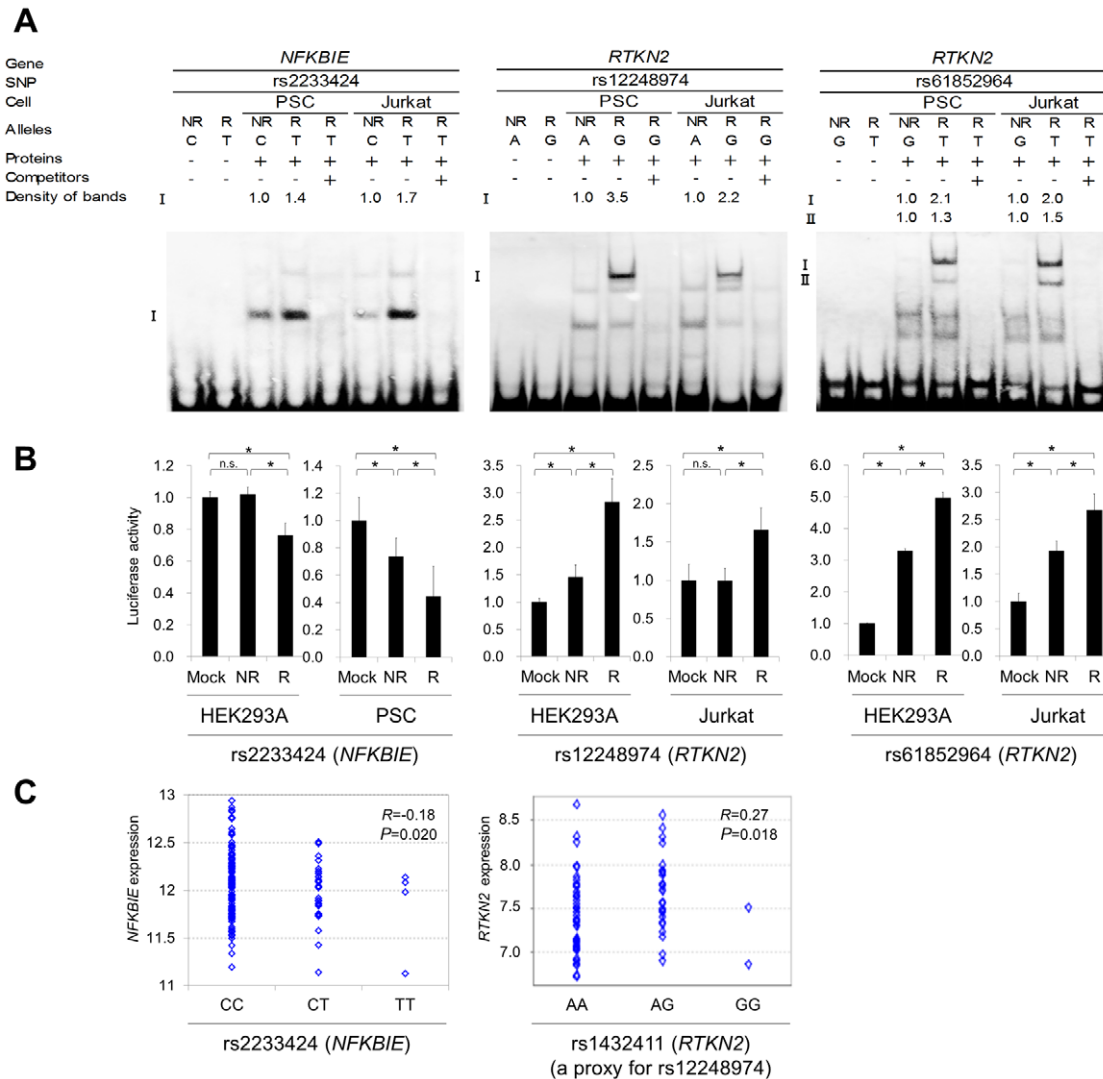 A
Gene NFKBIE RTKN2 RTKN2
SNP rs2233424 rs12248974 rs61852964
Cell PSC Jurkat PSC Jurkat PSC Jurkat
Alleles NR R NR R R NR R R NR R NR R R NR R R NR R NR R R NR R R
C T C T T C T T A G A G G A G G G T G T T G T T
Proteins - - + + + + + + - - + + + + + + - - + + + + + +
Competitors - - + + - - + + - - + +
Density of bands I 1.0 1.4 1.0 1.7 I 1.0 3.5 1.0 2.2 I 1.0 2.1 1.0 2.0
II 1.0 1.3 1.0 1.5
I I I
II
B
Luciferase activity
* * * * * *
n.s. * * * * * n.s. * * * * *
1.2 1.0 0.8 0.6 0.4 0.2 0.0
1.4 1.2 1.0 0.8 0.6 0.4 0.2 0.0
3.5 3.0 2.5 2.0 1.5 1.0 0.5 0.0
2.5 2.0 1.5 1.0 0.5 0.0
6.0 5.0 4.0 3.0 2.0 1.0 0.0
3.5 3.0 2.5 2.0 1.5 1.0 0.5 0.0
Mock NR R Mock NR R Mock NR R Mock NR R Mock NR R Mock NR R
HEK293A PSC HEK293A Jurkat HEK293A Jurkat
rs2233424 (NFKBIE) rs12248974 (RTKN2) rs61852964 (RTKN2)
C
NFKBIE expression
13 12.5 12 11.5 11
R=-0.18
P=0.020
CC CT TT
rs2233424 (NFKBIE)
RTKN2 expression
8.5 8.0 7.5 7.0
R=0.27
P=0.018
AA AG GG
rs1432411 (RTKN2)
(a proxy for rs12248974)